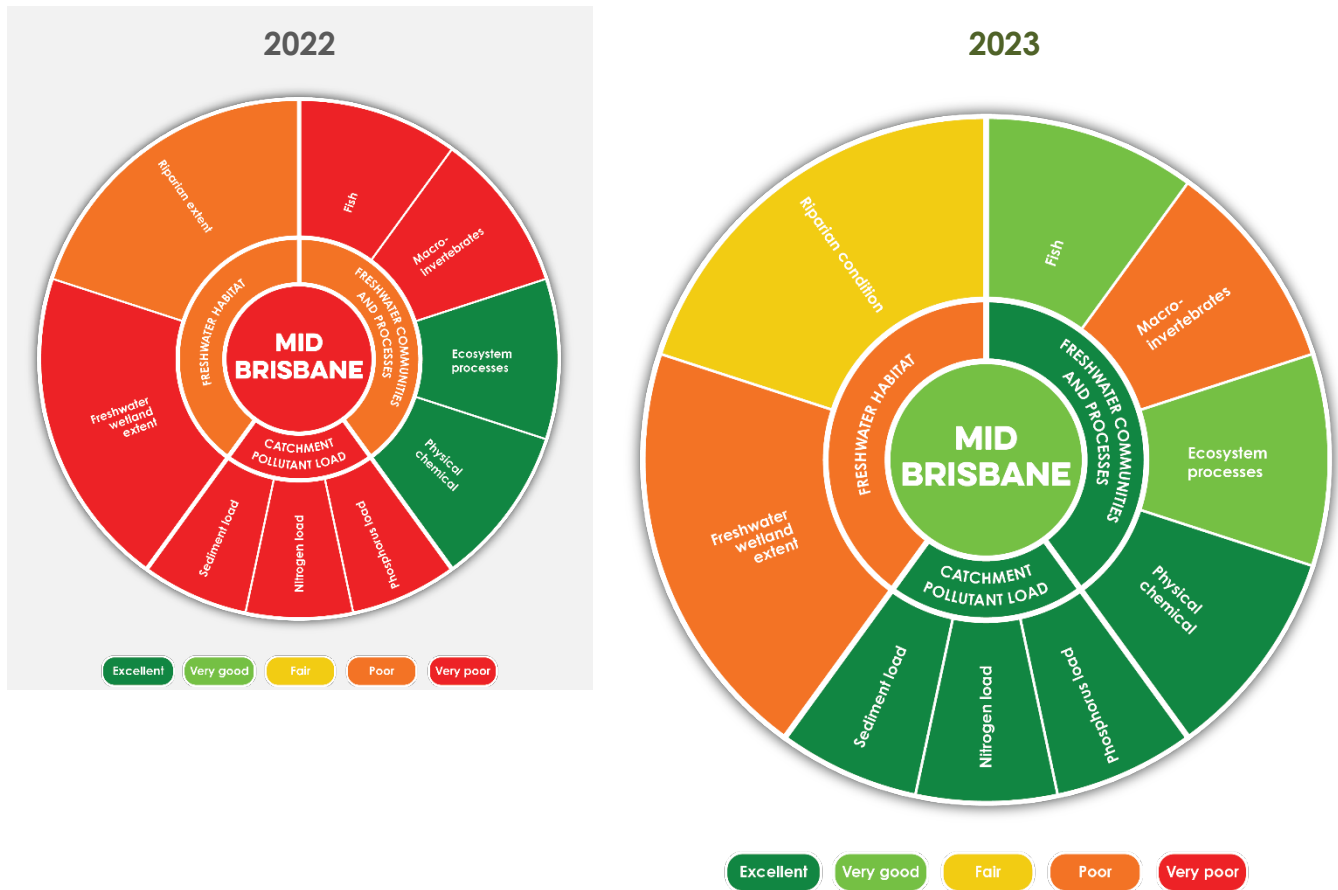 2022
Riparian extent
Fish
Macro-
invertebrates
Ecosystem
processes
Physical
chemical
Phosphorus load
Nitrogen load
Sediment load
Freshwater
wetland
extent
FRESHWATER HABITAT
FRESHWATER COMMUNITIES
AND PROCESSES
CATCHMENT
POLLUTANT LOAD
MID
BRISBANE
Excellent
Very good
Fair
Poor
Very poor
2023
Riparian condition
Fish
Macro-
invertebrates
Ecosystem
processes
Physical
chemical
Phosphorus load
Nitrogen load
Sediment load
Freshwater
wetland
extent
FRESHWATER HABITAT
FRESHWATER COMMUNITIES
AND PROCESSES
CATCHMENT
POLLUTANT LOAD
MID
BRISBANE
Excellent
Very good
Fair
Poor
Very poor